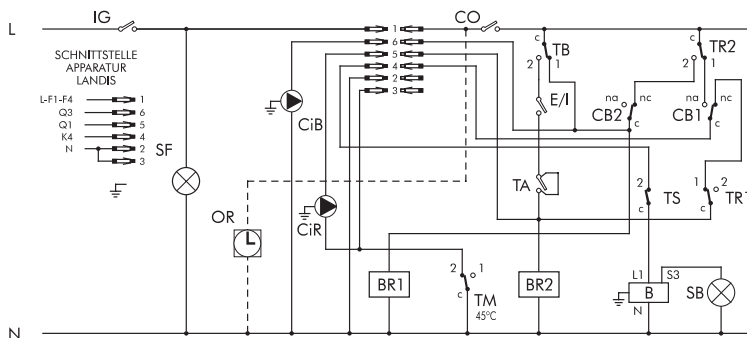 L
IG
CO
1
6
5
4
2
3
SCHNITTSTELLE
APPARATUR
LANDIS
L-F1-F4 1
Q3 6
Q1 5
K4 4
N 2
3
SF
OR
CiB
CiR
c
TB
2 1
E/I
TA
c
TR2
2 1
na nc
CB2
c
na nc
CB1
c
2
TS
c
1 2
TR1
c
BR1
2 1
c
TM
45°C
BR2
L1 S3
B
N
SB
N